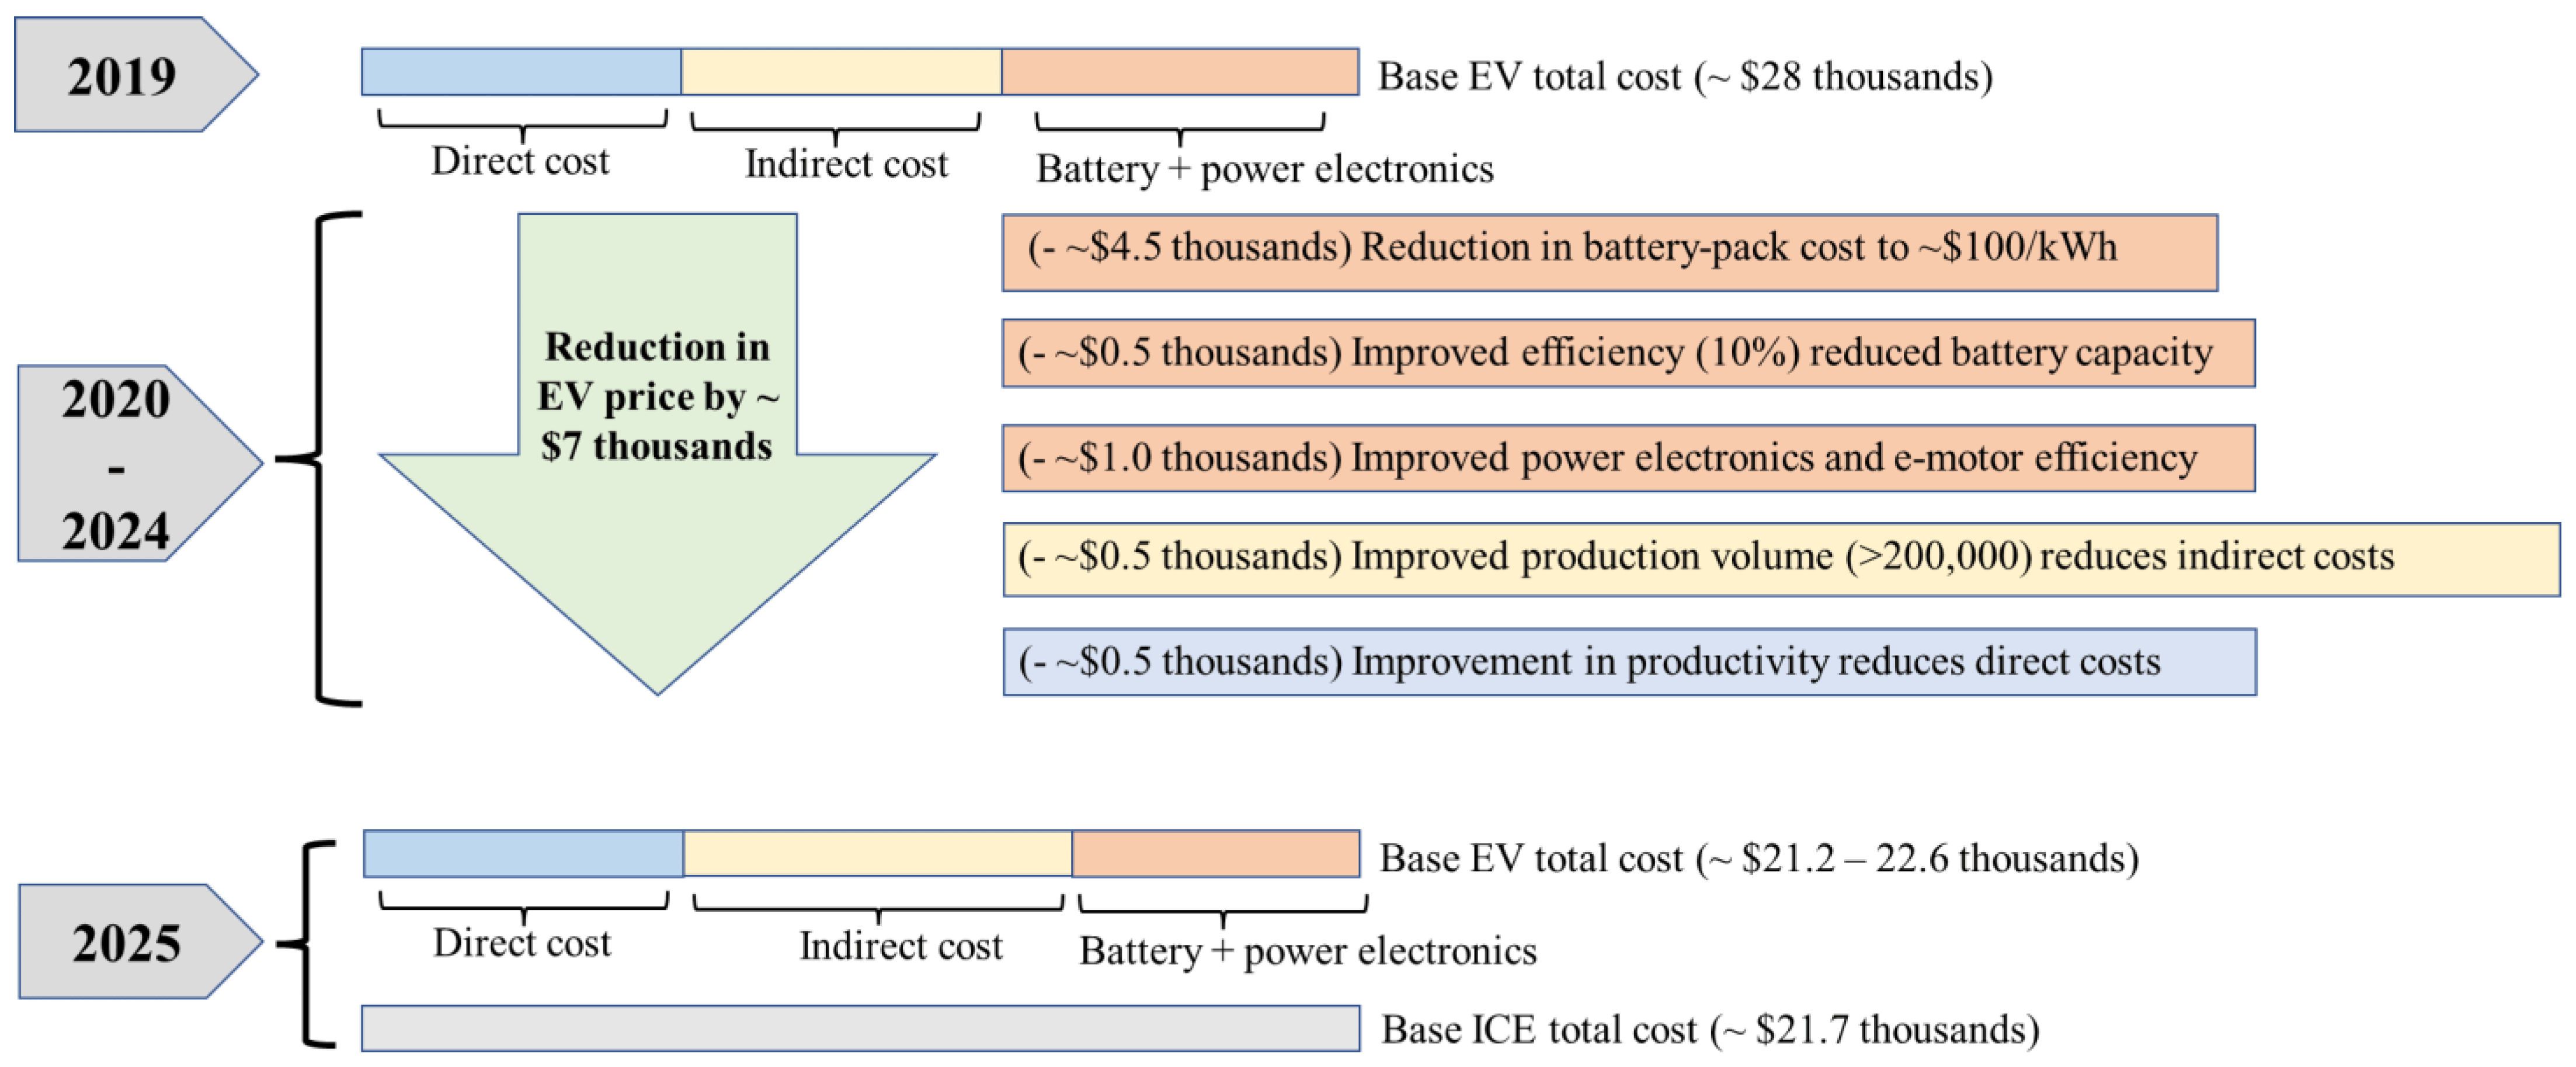 2019
Base EV total cost (~ $28 thousands)
Direct cost
Indirect cost
Battery + power electronics
2020
-
2024
Reduction in
EV price by ~
$7 thousands
(- ~$4.5 thousands) Reduction in battery-pack cost to ~$100/kWh
(- ~$0.5 thousands) Improved efficiency (10%) reduced battery capacity
(- ~$1.0 thousands) Improved power electronics and e-motor efficiency
(- ~$0.5 thousands) Improved production volume (>200,000) reduces indirect costs
(- ~$0.5 thousands) Improvement in productivity reduces direct costs
2025
Base EV total cost (~ $21.2 – 22.6 thousands)
Direct cost
Indirect cost
Battery + power electronics
Base ICE total cost (~ $21.7 thousands)